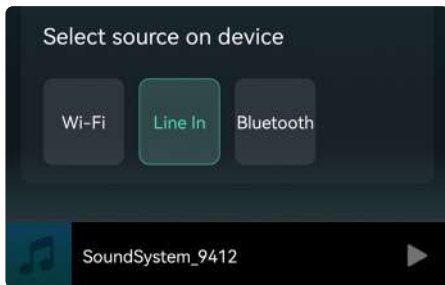 Select source on device
Wi-Fi
Line In
Bluetooth
SoundSystem_9412